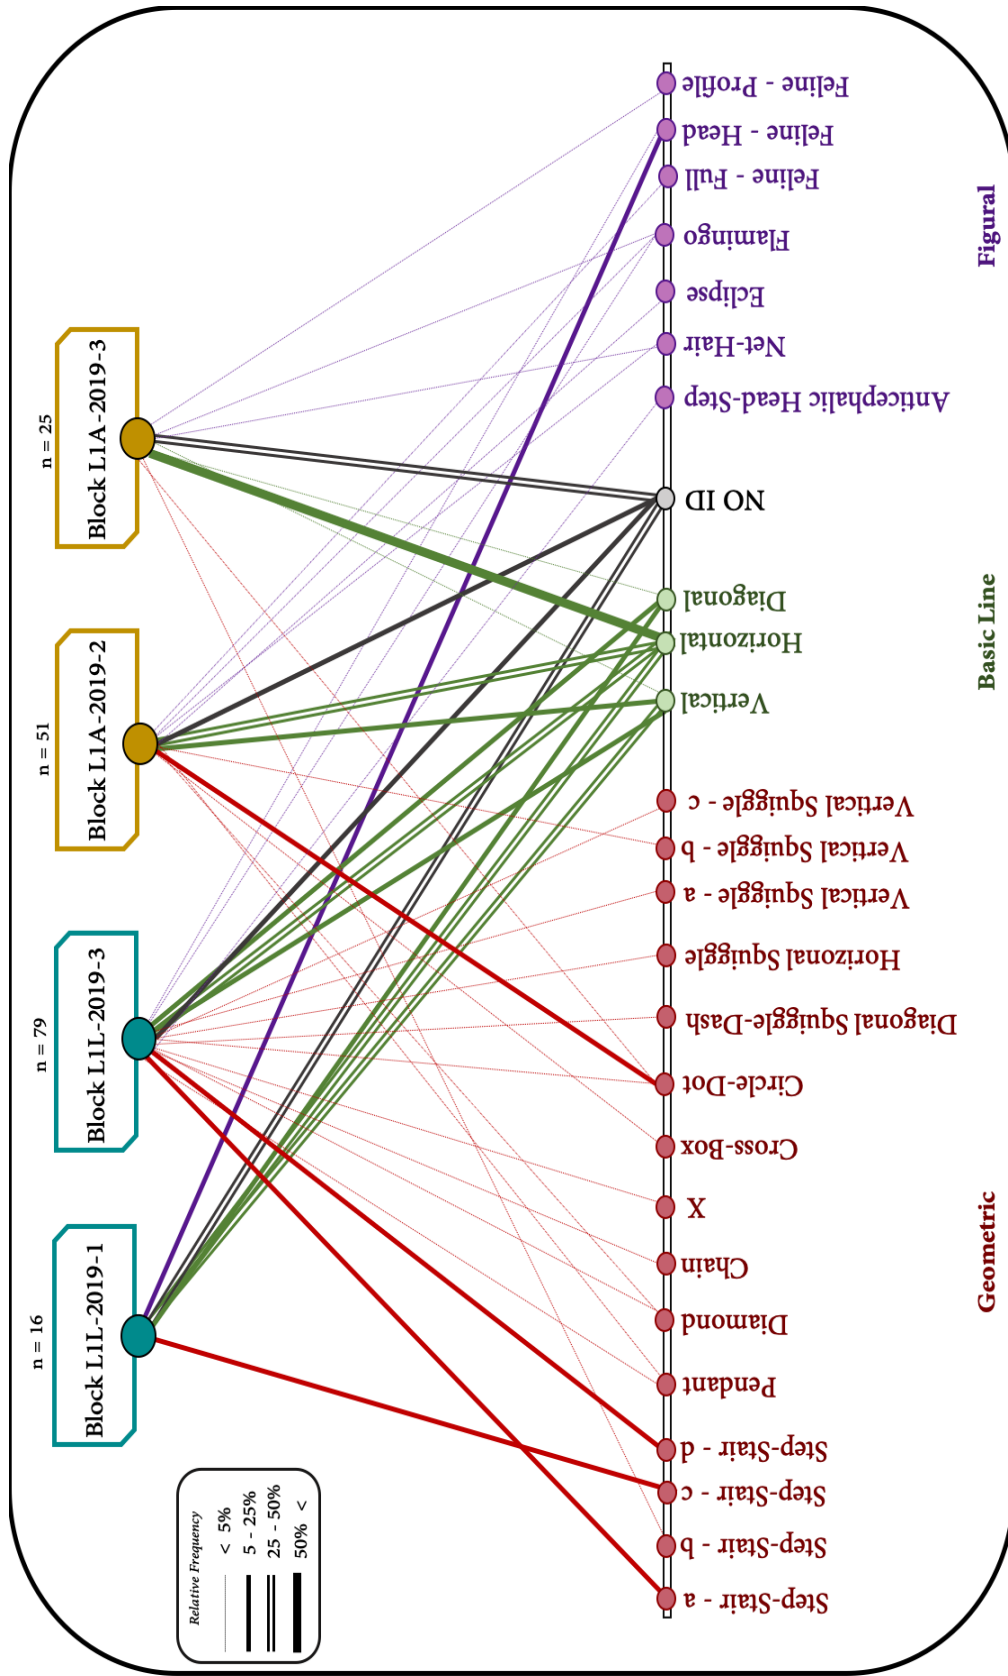 n = 16
n = 79
n = 51
n = 25
Block L1L-2019-1
Block L1L-2019-3
Block L1A-2019-2
Block L1A-2019-3
Relative Frequency
< 5%
5 - 25%
25 - 50%
50% <
Step-Stair - a
Step-Stair - b
Step-Stair - c
Step-Stair - d
Pendant
Diamond
Chain
X
Cross-Box
Circle-Dot
Diagonal Squiggle-Dash
Horizonal Squiggle
Vertical Squiggle - a
Vertical Squiggle - b
Vertical Squiggle - c
Vertical
Horizontal
Diagonal
NO ID
Anticephalic Head-Step
Net-Hair
Eclipse
Flamingo
Feline - Full
Feline - Head
Feline - Profile
Geometric
Basic Line
Figural